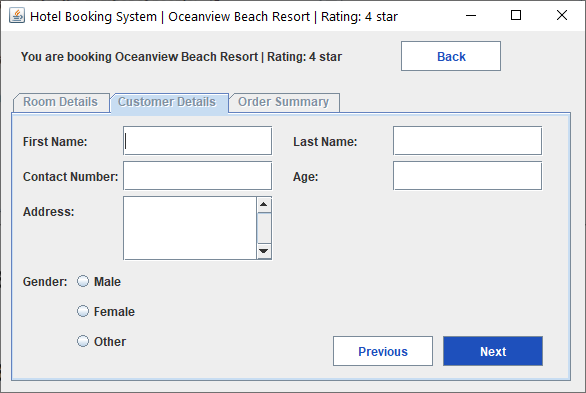 Hotel Booking System | Oceanview Beach Resort | Rating: 4 star
You are booking Oceanview Beach Resort | Rating: 4 star
Back
Room Details
Customer Details
Order Summary
First Name:
Last Name:
Contact Number:
Age:
Address:
Gender:
Male
Female
Other
Previous
Next